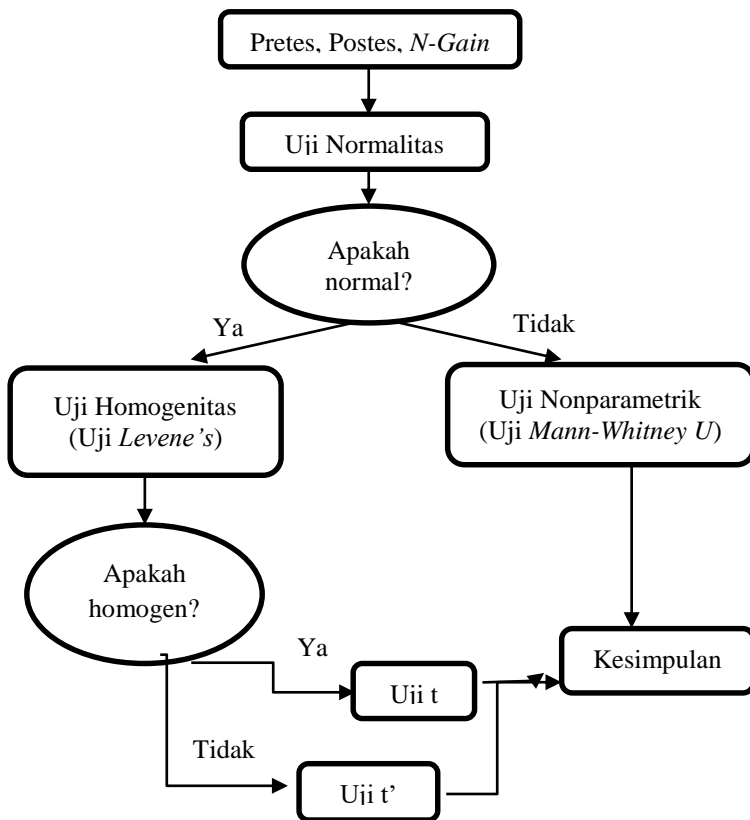 Pretes, Postes, N-Gain
Uji Normalitas
Apakah
normal?
Ya
Tidak
Uji Homogenitas
(Uji Levene’s)
Uji Nonparametrik
(Uji Mann-Whitney U)
Apakah
homogen?
Ya
Uji t
Kesimpulan
Tidak
Uji t’